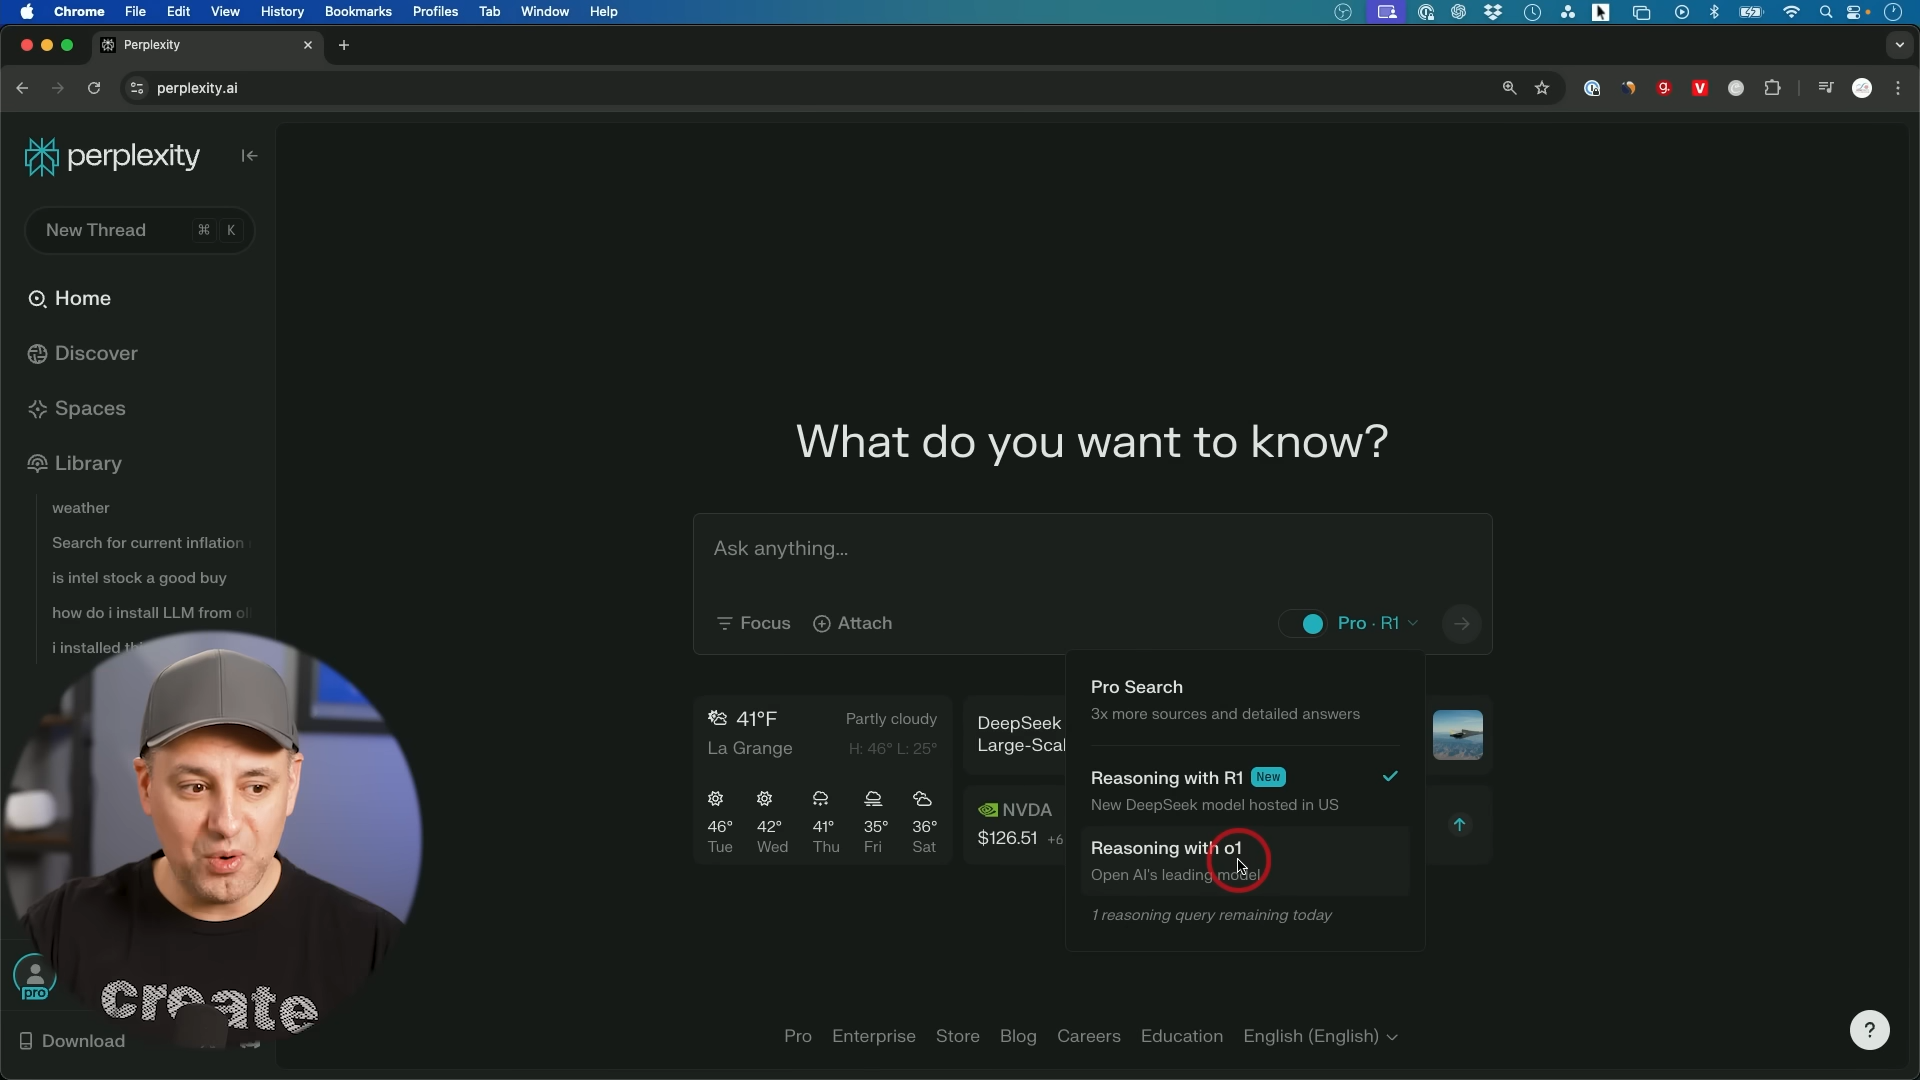 Chrome File Edit View History Bookmarks Profiles Tab Window Help
Perplexity
perplexity.ai
perplexity
New Thread ⌘ K
Home
Discover
Spaces
Library
weather
Search for current inflation
is intel stock a good buy
how do i install LLM from ol
i installed
pro
Download
create
What do you want to know?
Ask anything...
Focus
Attach
Pro · R1
Pro Search
3x more sources and detailed answers
Reasoning with R1 New
New DeepSeek model hosted in US
Reasoning with o1
Open AI's leading model
1 reasoning query remaining today
41°F Partly cloudy
La Grange H: 46° L: 25°
46° 42° 41° 35° 36°
Tue Wed Thu Fri Sat
DeepSeek
Large-Scal
NVDA
$126.51 +6
Pro Enterprise Store Blog Careers Education English (English)
?